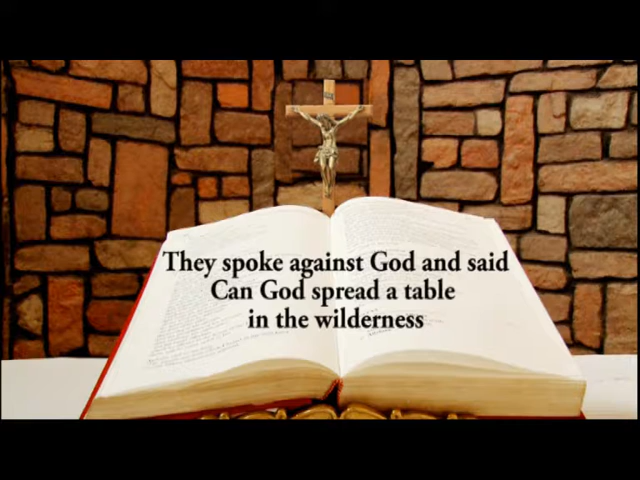 They spoke against God and said
Can God spread a table
in the wilderness